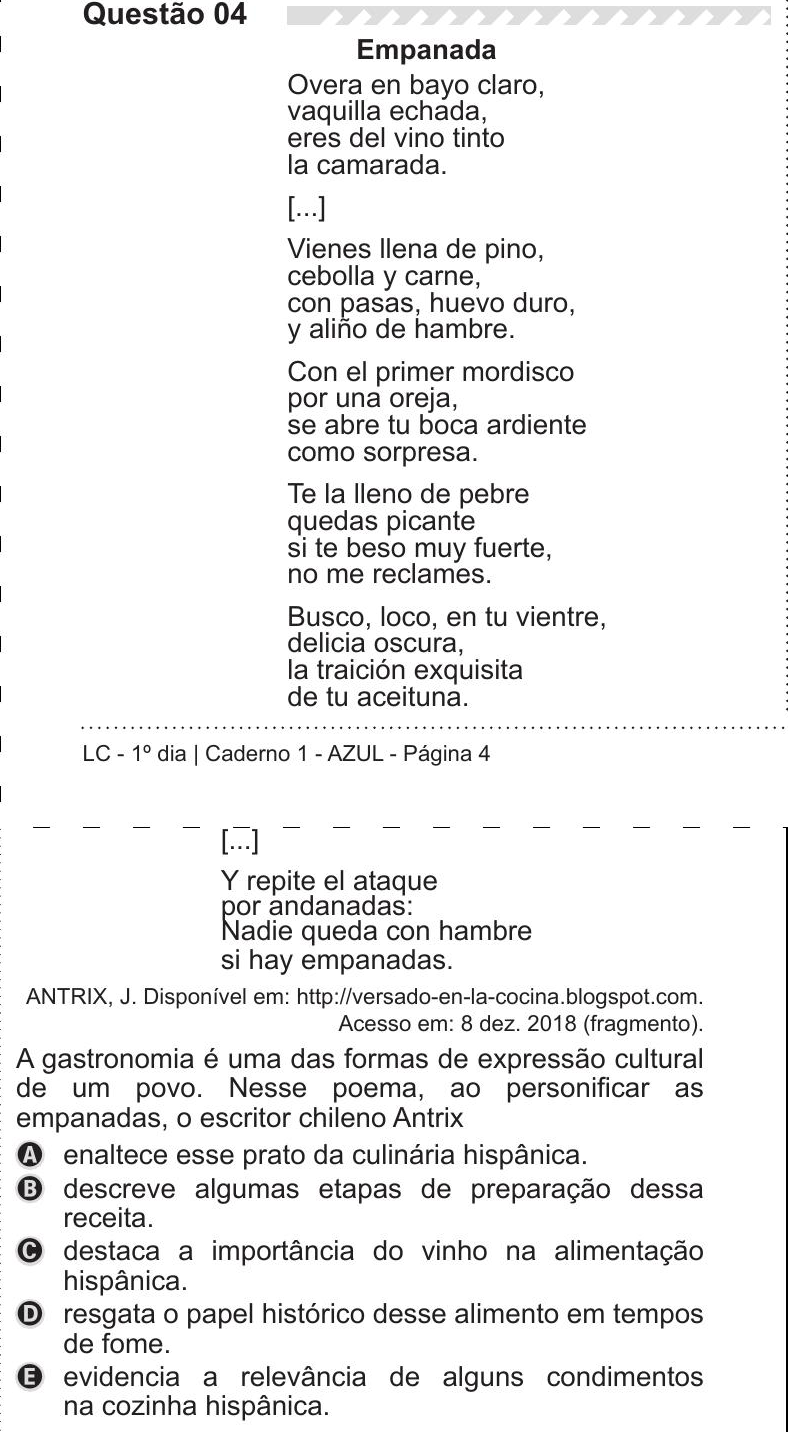 Questão 04
Empanada
Overa en bayo claro,
vaquilla echada,
eres del vino tinto
la camarada.
[...]
Vienes llena de pino,
cebolla y carne,
con pasas, huevo duro,
y aliño de hambre.
Con el primer mordisco
por una oreja,
se abre tu boca ardiente
como sorpresa.
Te la lleno de pebre
quedas picante
si te beso muy fuerte,
no me reclames.
Busco, loco, en tu vientre,
delicia oscura,
la traición exquisita
de tu aceituna.
LC - 1º dia | Caderno 1 - AZUL - Página 4
[...]
Y repite el ataque
por andanadas:
Nadie queda con hambre
si hay empanadas.
ANTRIX, J. Disponível em: http://versado-en-la-cocina.blogspot.com.
Acesso em: 8 dez. 2018 (fragmento).
A gastronomia é uma das formas de expressão cultural
de um povo. Nesse poema, ao personificar as
empanadas, o escritor chileno Antrix
A enaltece esse prato da culinária hispânica.
B descreve algumas etapas de preparação dessa
receita.
C destaca a importância do vinho na alimentação
hispânica.
D resgata o papel histórico desse alimento em tempos
de fome.
E evidencia a relevância de alguns condimentos
na cozinha hispânica.